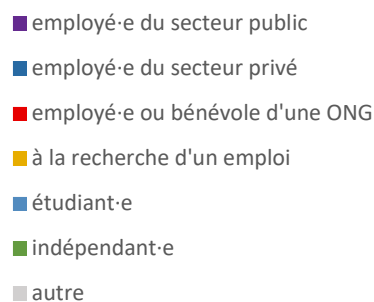 employé·e du secteur public
employé·e du secteur privé
employé·e ou bénévole d'une ONG
à la recherche d'un emploi
étudiant·e
indépendant·e
autre